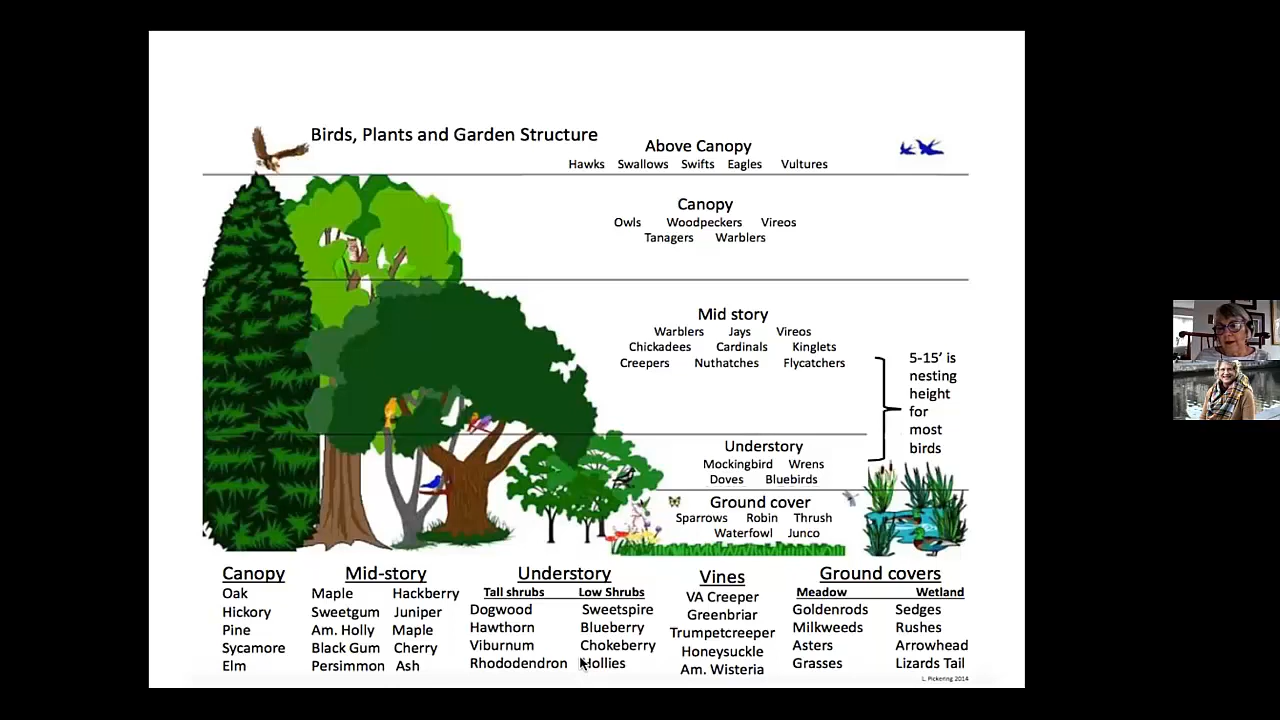 Birds, Plants and Garden Structure
Above Canopy
Hawks Swallows Swifts Eagles Vultures
Canopy
Owls Woodpeckers Vireos
Tanagers Warblers
Mid story
Warblers Jays Vireos
Chickadees Cardinals Kinglets
Creepers Nuthatches Flycatchers
5-15' is
nesting
height
for
most
birds
Understory
Mockingbird Wrens
Doves Bluebirds
Ground cover
Sparrows Robin Thrush
Waterfowl Junco
Canopy
Oak
Hickory
Pine
Sycamore
Elm
Mid-story
Maple Hackberry
Sweetgum Juniper
Am. Holly Maple
Black Gum Cherry
Persimmon Ash
Understory
Tall shrubs Low Shrubs
Dogwood Sweetspire
Hawthorn Blueberry
Viburnum Chokeberry
Rhododendron Hollies
Vines
VA Creeper
Greenbriar
Trumpetcreeper
Honeysuckle
Am. Wisteria
Ground covers
Meadow Wetland
Goldenrods Sedges
Milkweeds Rushes
Asters Arrowhead
Grasses Lizards Tail
L. Pickering 2014